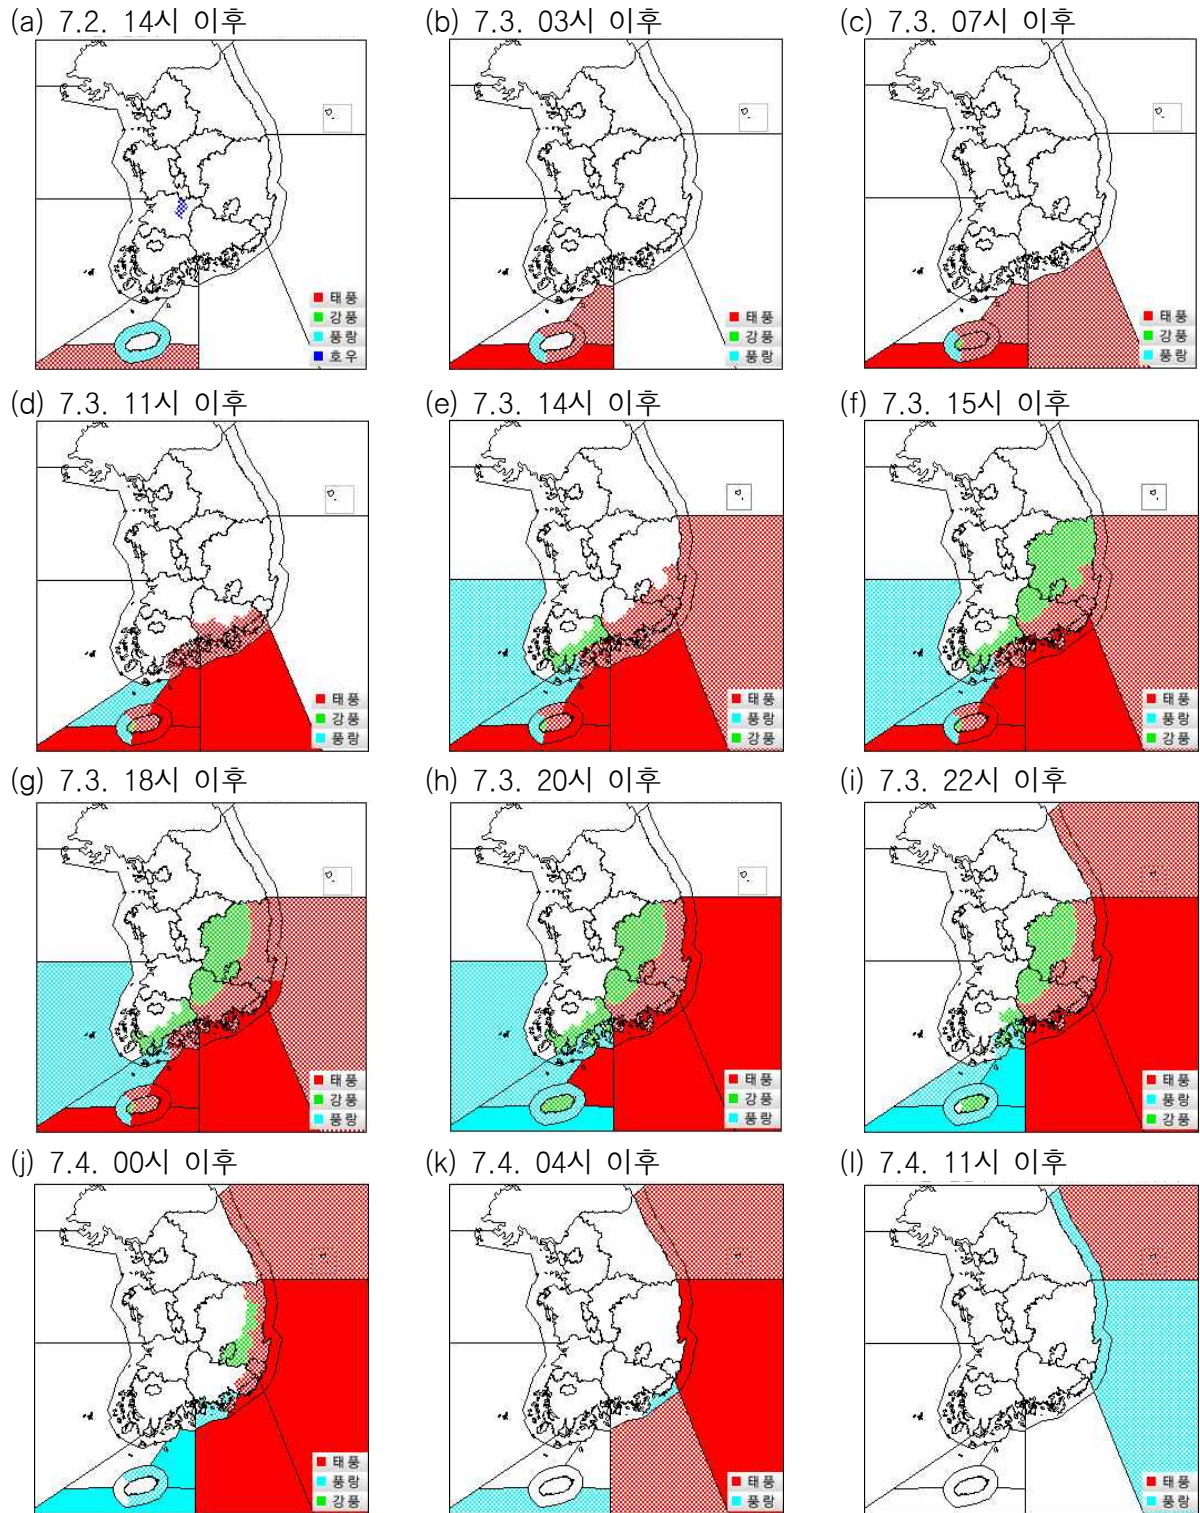 (a) 7.2. 14시 이후
(b) 7.3. 03시 이후
(c) 7.3. 07시 이후
태풍
강풍
풍랑
호우
태풍
강풍
풍랑
태풍
강풍
풍랑
(d) 7.3. 11시 이후
(e) 7.3. 14시 이후
(f) 7.3. 15시 이후
태풍
강풍
풍랑
태풍
풍랑
강풍
태풍
풍랑
강풍
(g) 7.3. 18시 이후
(h) 7.3. 20시 이후
(i) 7.3. 22시 이후
태풍
강풍
풍랑
태풍
강풍
풍랑
태풍
풍랑
강풍
(j) 7.4. 00시 이후
(k) 7.4. 04시 이후
(l) 7.4. 11시 이후
태풍
풍랑
강풍
태풍
풍랑
태풍
풍랑